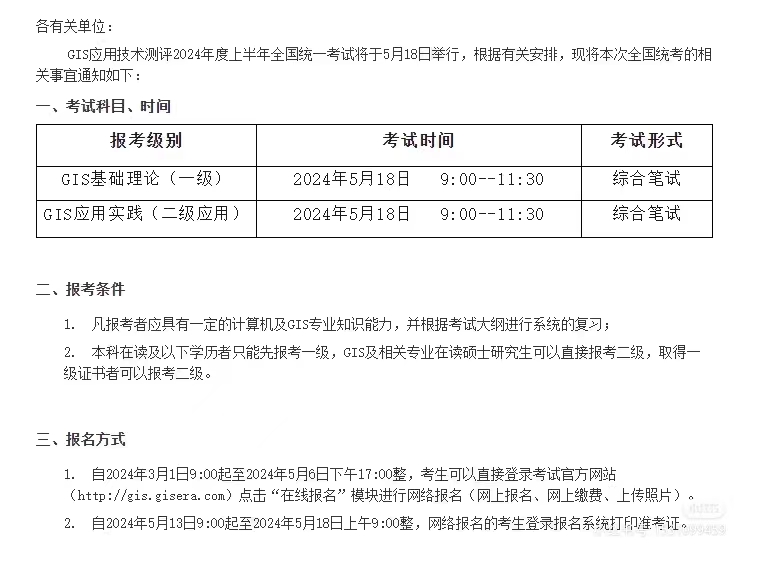 各有关单位：
GIS应用技术测评2024年度上半年全国统一考试将于5月18日举行，根据有关安排，现将本次全国统考的相
关事宜通知如下：
一、考试科目、时间
报考级别 考试时间 考试形式
GIS基础理论（一级） 2024年5月18日 9:00--11:30 综合笔试
GIS应用实践（二级应用） 2024年5月18日 9:00--11:30 综合笔试
二、报考条件
1. 凡报考者应具有一定的计算机及GIS专业知识能力，并根据考试大纲进行系统的复习；
2. 本科在读及以下学历者只能先报考一级，GIS及相关专业在读硕士研究生可以直接报考二级，取得一
级证书者可以报考二级。
三、报名方式
1. 自2024年3月1日9:00起至2024年5月6日下午17:00整，考生可以直接登录考试官方网站
（http://gis.gisera.com）点击“在线报名”模块进行网络报名（网上报名、网上缴费、上传照片）。
2. 自2024年5月13日9:00起至2024年5月18日上午9:00整，网络报名的考生登录报名系统打印准考证。